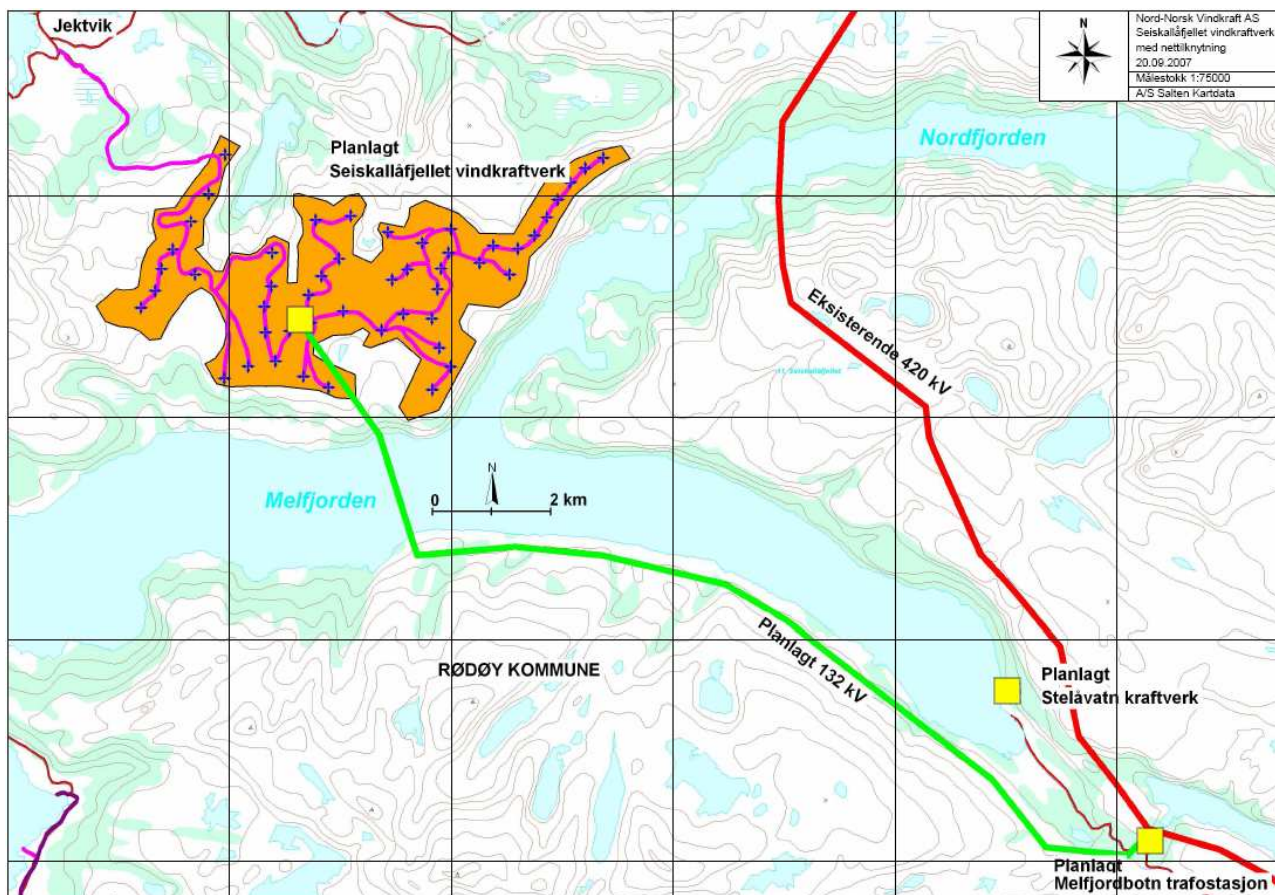 Jektvik
N
Nord-Norsk Vindkraft AS
Seiskallåfjellet vindkraftverk
med nettilknytning
20.09.2007
Målestokk 1:75000
A/S Salten Kartdata
Nordfjorden
Planlagt
Seiskallåfjellet vindkraftverk
Eksisterende 420 kV
Seiskallåfjellet
Melfjorden
N
0 2 km
Planlagt 132 kV
RØDØY KOMMUNE
Planlagt
Stelåvatn kraftverk
Planlagt
Melfjordbotn trafostasjon